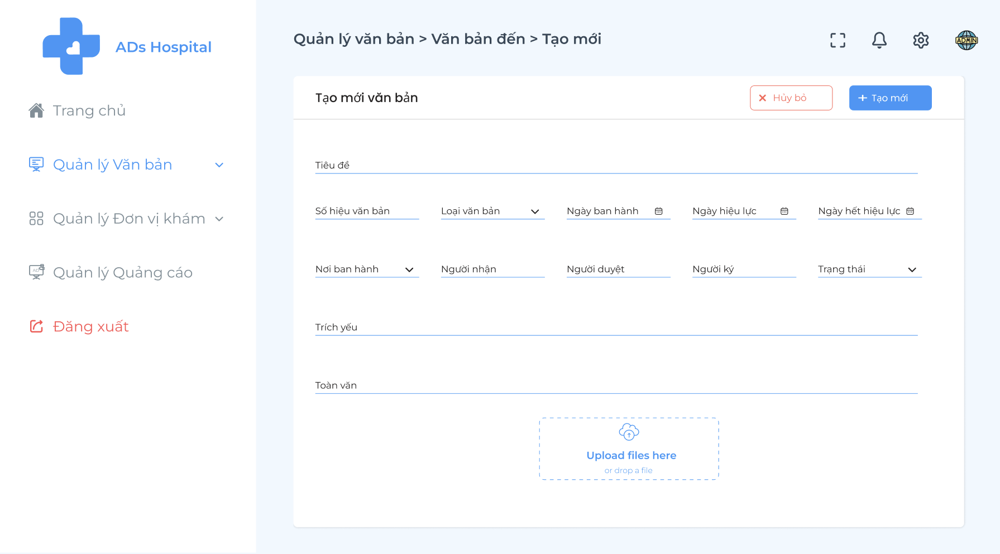 ADs Hospital
Trang chủ
Quản lý Văn bản
Quản lý Đơn vị khám
AD
Quản lý Quảng cáo
Đăng xuất
Quản lý văn bản > Văn bản đến > Tạo mới
ADMIN
Tạo mới văn bản
Hủy bỏ
Tạo mới
Tiêu đề
Số hiệu văn bản
Loại văn bản
Ngày ban hành
Ngày hiệu lực
Ngày hết hiệu lực
Nơi ban hành
Người nhận
Người duyệt
Người ký
Trạng thái
Trích yếu
Toàn văn
Upload files here
or drop a file